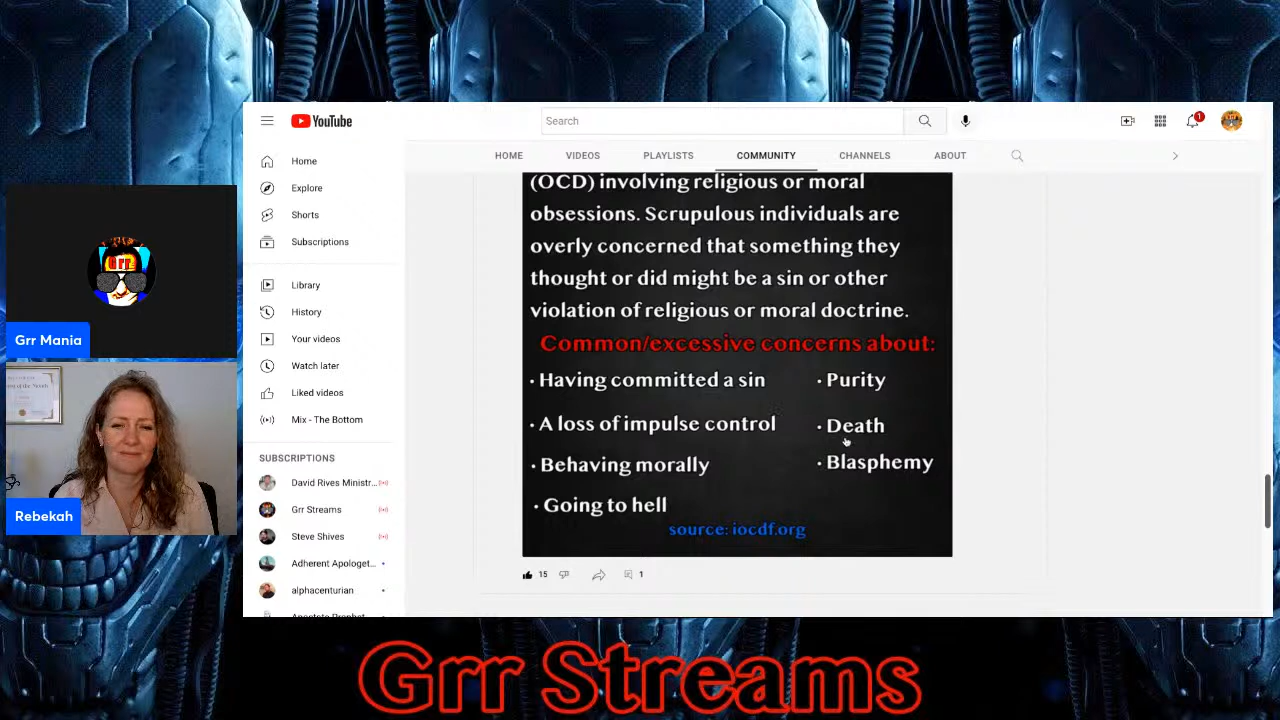 YouTube
Search
1
HOME
VIDEOS
PLAYLISTS
COMMUNITY
CHANNELS
ABOUT
Home
Explore
Shorts
Subscriptions
Library
History
Your videos
Watch later
Liked videos
Mix - The Bottom
SUBSCRIPTIONS
David Rives Ministr...
Grr Streams
Steve Shives
Adherent Apologet...
alphacenturian
Apostate Prophet
(OCD) involving religious or moral
obsessions. Scrupulous individuals are
overly concerned that something they
thought or did might be a sin or other
violation of religious or moral doctrine.
Common/excessive concerns about:
· Having committed a sin
· Purity
· A loss of impulse control
· Death
· Behaving morally
· Blasphemy
· Going to hell
source: iocdf.org
15
1
Grr
Grr Mania
Rebekah
Grr Streams